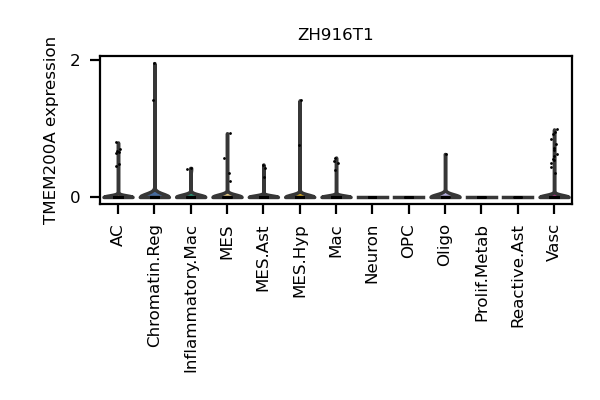 ZH916T1
TMEM200A expression
2
0
AC
Chromatin.Reg
Inflammatory.Mac
MES
MES.Ast
MES.Hyp
Mac
Neuron
OPC
Oligo
Prolif.Metab
Reactive.Ast
Vasc